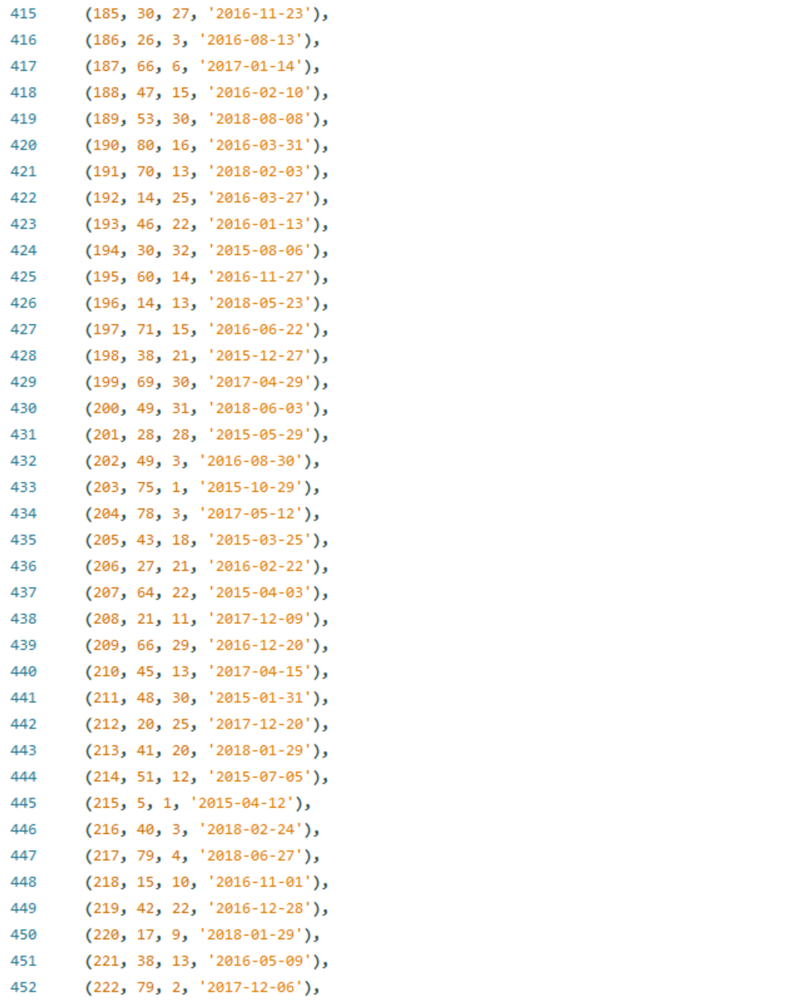 415 (185, 30, 27, '2016-11-23'),
416 (186, 26, 3, '2016-08-13'),
417 (187, 66, 6, '2017-01-14'),
418 (188, 47, 15, '2016-02-10'),
419 (189, 53, 30, '2018-08-08'),
420 (190, 80, 16, '2016-03-31'),
421 (191, 70, 13, '2018-02-03'),
422 (192, 14, 25, '2016-03-27'),
423 (193, 46, 22, '2016-01-13'),
424 (194, 30, 32, '2015-08-06'),
425 (195, 60, 14, '2016-11-27'),
426 (196, 14, 13, '2018-05-23'),
427 (197, 71, 15, '2016-06-22'),
428 (198, 38, 21, '2015-12-27'),
429 (199, 69, 30, '2017-04-29'),
430 (200, 49, 31, '2018-06-03'),
431 (201, 28, 28, '2015-05-29'),
432 (202, 49, 3, '2016-08-30'),
433 (203, 75, 1, '2015-10-29'),
434 (204, 78, 3, '2017-05-12'),
435 (205, 43, 18, '2015-03-25'),
436 (206, 27, 21, '2016-02-22'),
437 (207, 64, 22, '2015-04-03'),
438 (208, 21, 11, '2017-12-09'),
439 (209, 66, 29, '2016-12-20'),
440 (210, 45, 13, '2017-04-15'),
441 (211, 48, 30, '2015-01-31'),
442 (212, 20, 25, '2017-12-20'),
443 (213, 41, 20, '2018-01-29'),
444 (214, 51, 12, '2015-07-05'),
445 (215, 5, 1, '2015-04-12'),
446 (216, 40, 3, '2018-02-24'),
447 (217, 79, 4, '2018-06-27'),
448 (218, 15, 10, '2016-11-01'),
449 (219, 42, 22, '2016-12-28'),
450 (220, 17, 9, '2018-01-29'),
451 (221, 38, 13, '2016-05-09'),
452 (222, 79, 2, '2017-12-06'),